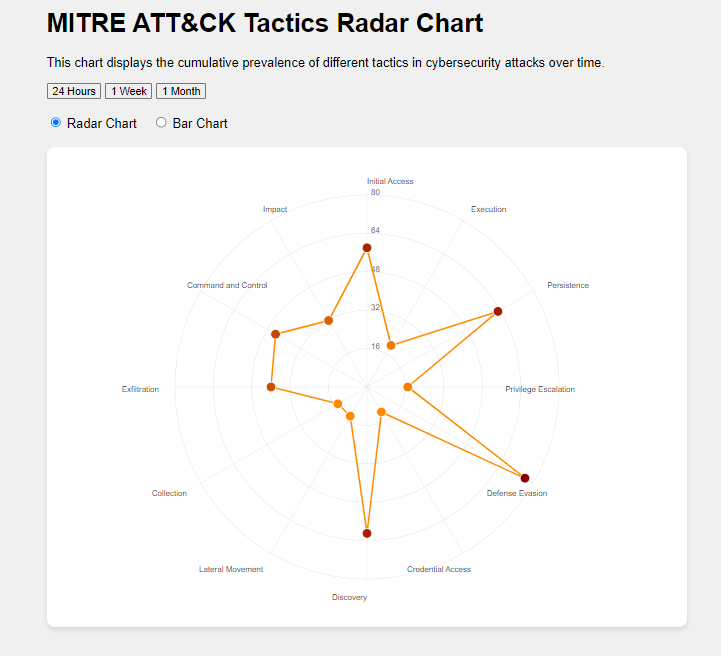 MITRE ATT&CK Tactics Radar Chart
This chart displays the cumulative prevalence of different tactics in cybersecurity attacks over time.
24 Hours 1 Week 1 Month
Radar Chart Bar Chart
Initial Access
80
Impact Execution
64
48
Command and Control Persistence
32
16
Exfiltration Privilege Escalation
Collection Defense Evasion
Lateral Movement Credential Access
Discovery